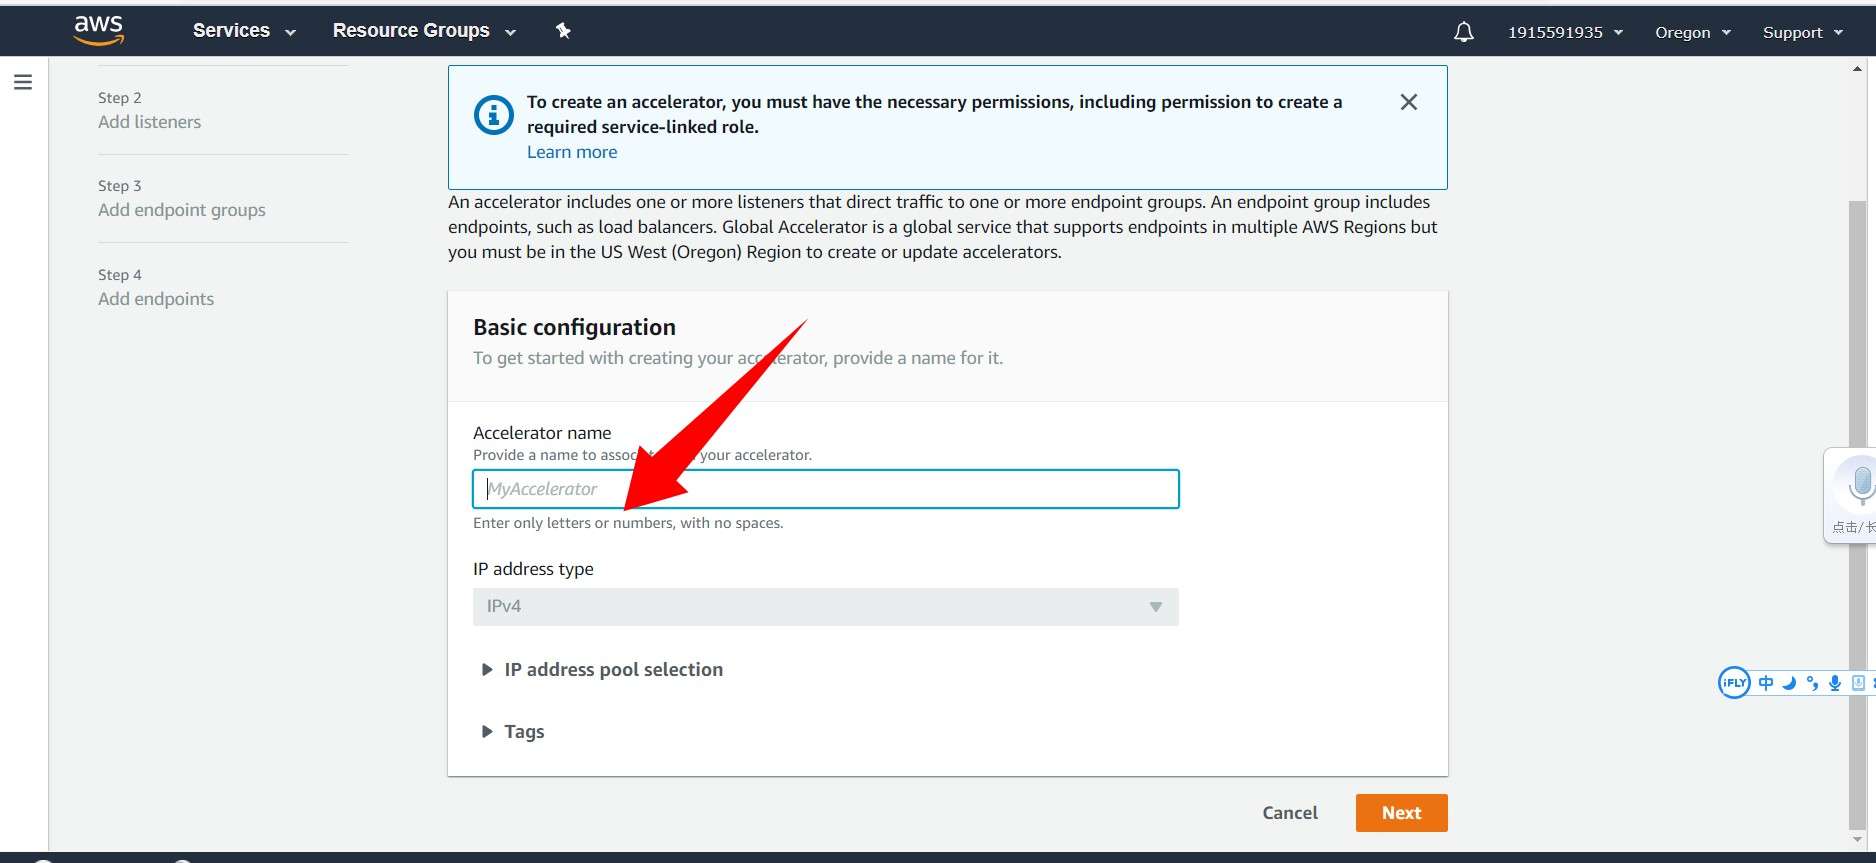 aws
Services
Resource Groups
1915591935
Oregon
Support
Step 2
Add listeners
Step 3
Add endpoint groups
Step 4
Add endpoints
To create an accelerator, you must have the necessary permissions, including permission to create a
required service-linked role.
Learn more
An accelerator includes one or more listeners that direct traffic to one or more endpoint groups. An endpoint group includes
endpoints, such as load balancers. Global Accelerator is a global service that supports endpoints in multiple AWS Regions but
you must be in the US West (Oregon) Region to create or update accelerators.
Basic configuration
To get started with creating your accelerator, provide a name for it.
Accelerator name
Provide a name to associate your accelerator.
MyAccelerator
Enter only letters or numbers, with no spaces.
IP address type
IPv4
IP address pool selection
Tags
Cancel
Next
点击/长
iFLY 中